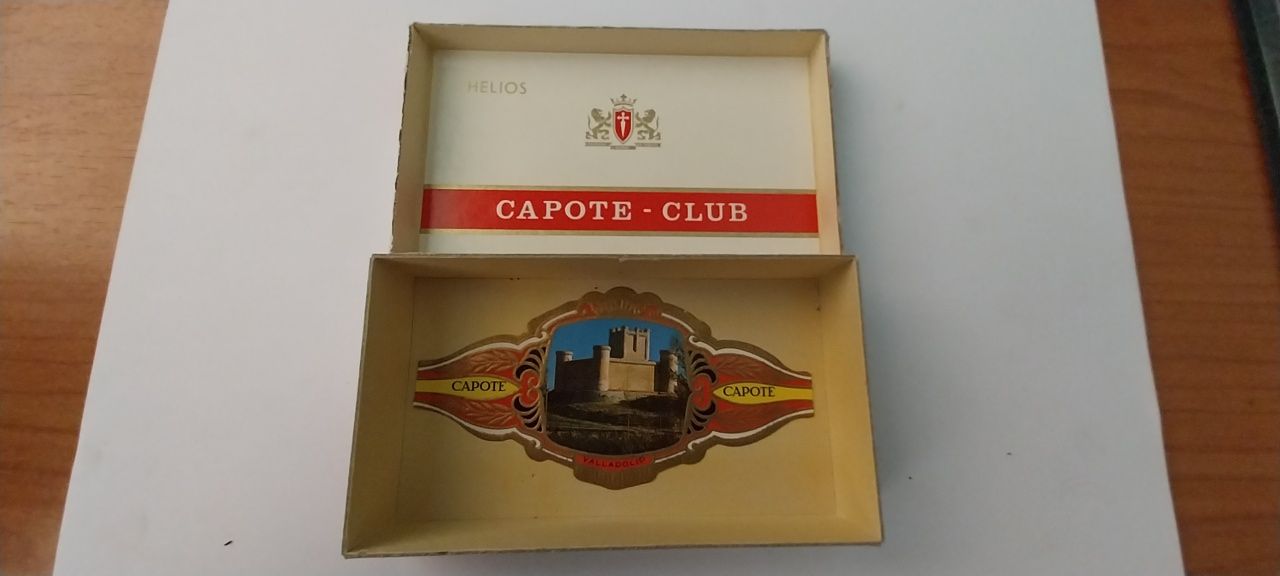 HELIOS
CAPOTE - CLUB
CAPOTE
CAPOTE
VALLADOLID